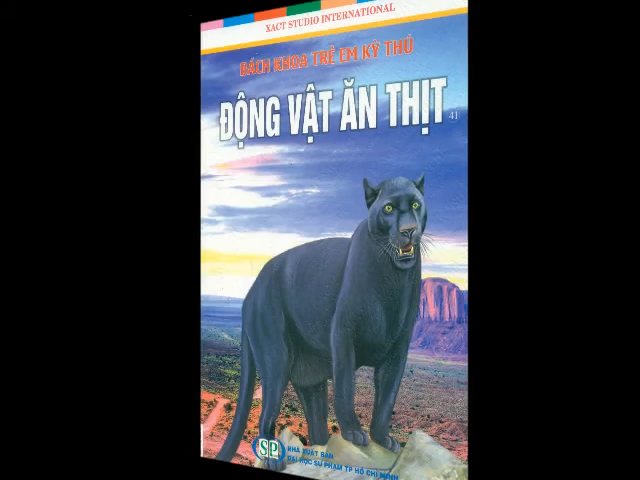 XACT STUDIO INTERNATIONAL
BÁCH KHOA TRẺ EM KỲ THÚ
ĐỘNG VẬT ĂN THỊT
41
SP
NHÀ XUẤT BẢN
ĐẠI HỌC SƯ PHẠM TP HỒ CHÍ MINH